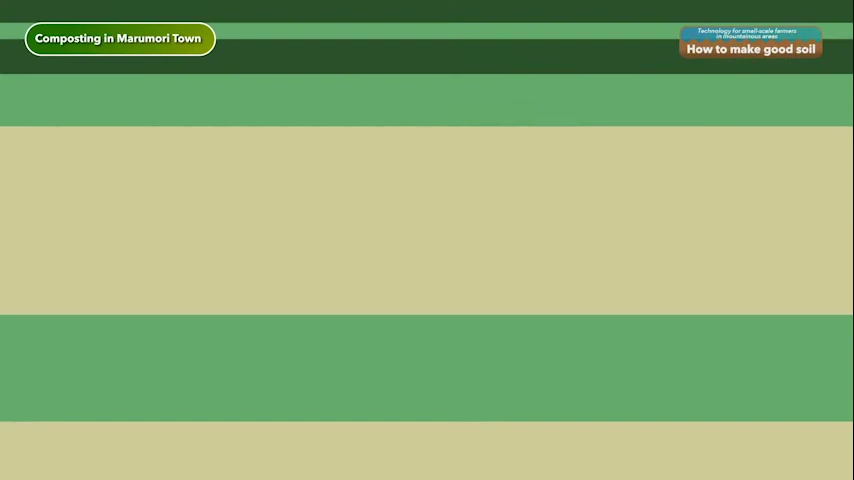 Composting in Marumori Town
Technology for small-scale farmers
in mountainous areas
How to make good soil